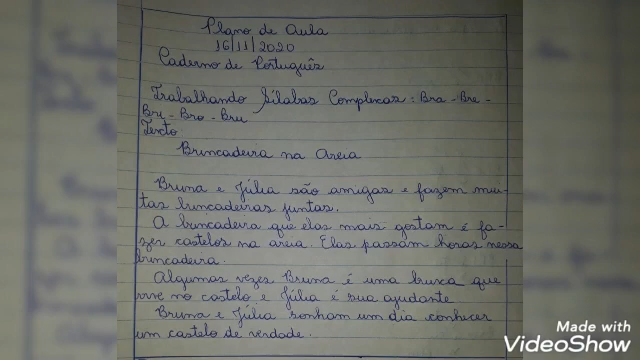 Plano de Aula
16/11/2020
Caderno de Português
Trabalhando Sílabas Complexas: Bra - Bre -
Bri - Bro - Bru
Texto
Brincadeira na Areia
Bruna e Júlia são amigas e fazem mui-
tas brincadeiras juntas.
A brincadeira que elas mais gostam é fa-
zer castelos na areia. Elas passam horas nessa
brincadeira.
Algumas vezes Bruna é uma bruxa que
vive no castelo e Júlia é sua ajudante
Bruna e Júlia sonham um dia conhecer
um castelo de verdade.
Made with
VideoShow